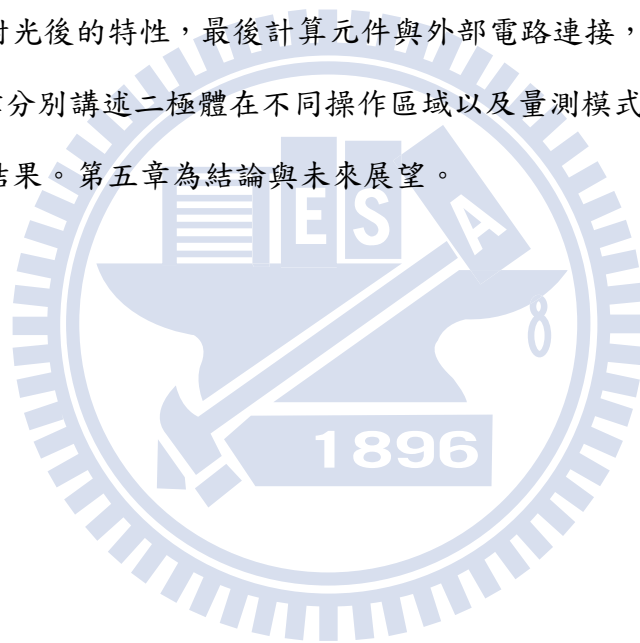 射光後的特性，最後計算元件與外部電路連接，
分別講述二極體在不同操作區域以及量測模式
結果。第五章為結論與未來展望。
E S A
1896